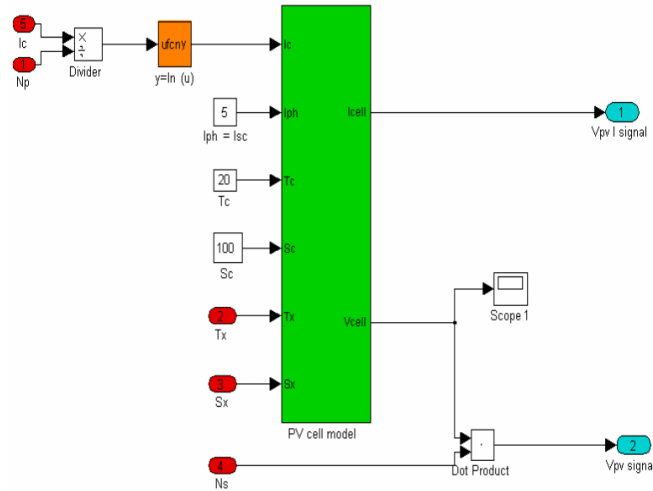 5
Ic
1
Np
×
÷
Divider
ufcny
y=ln (u)
Ic
5
Iph
Iph = Isc
Icell
1
Vpv I signal
20
Tc
Tc
100
Sc
Sc
2
Tx
Tx
Vcell
Scope 1
3
Sx
Sx
PV cell model
4
Ns
.
Dot Product
2
Vpv signa